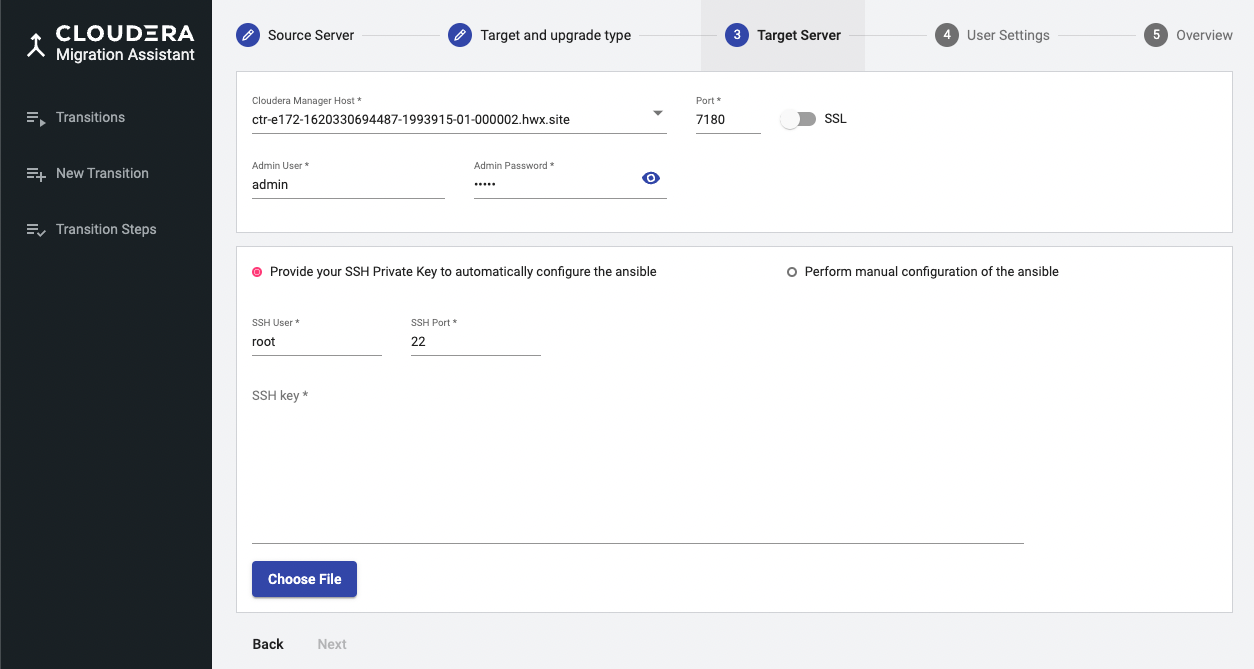 CLOUDERA
Migration Assistant
Transitions
New Transition
Transition Steps
Source Server
Target and upgrade type
3 Target Server
4 User Settings
5 Overview
Cloudera Manager Host *
ctr-e172-1620330694487-1993915-01-000002.hwx.site
Port *
7180
SSL
Admin User *
admin
Admin Password *
•••••
Provide your SSH Private Key to automatically configure the ansible
Perform manual configuration of the ansible
SSH User *
root
SSH Port *
22
SSH key *
Choose File
Back
Next